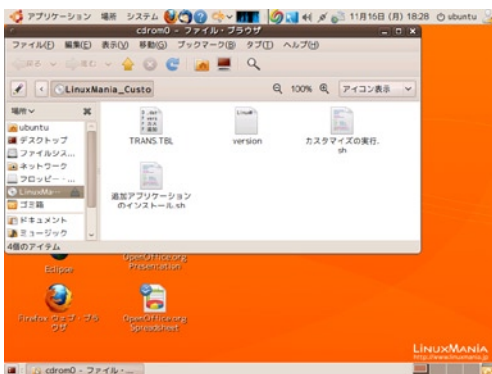 アプリケーション 場所 システム 11月16日 (月) 18:28 ubuntu
cdrom0 - ファイル・ブラウザ
ファイル(F) 編集(E) 表示(V) 移動(G) ブックマーク(B) タブ(T) ヘルプ(H)
戻る 進む
LinuxMania_Custo 100% アイコン表示
場所
ubuntu
デスクトップ
ファイルシス...
ネットワーク
フロッピー・...
LinuxMa...
ゴミ箱
ドキュメント
ミュージック
TRANS.TBL
version
カスタマイズの実行.
sh
追加アプリケーション
のインストール.sh
4個のアイテム
Eclipse
OpenOffice.org
Presentation
Firefox ウェブ・ブラ
ウザ
OpenOffice.org
Spreadsheet
LINUXMANIA
http://www.linuxmania.jp
cdrom0 - ファイル・...